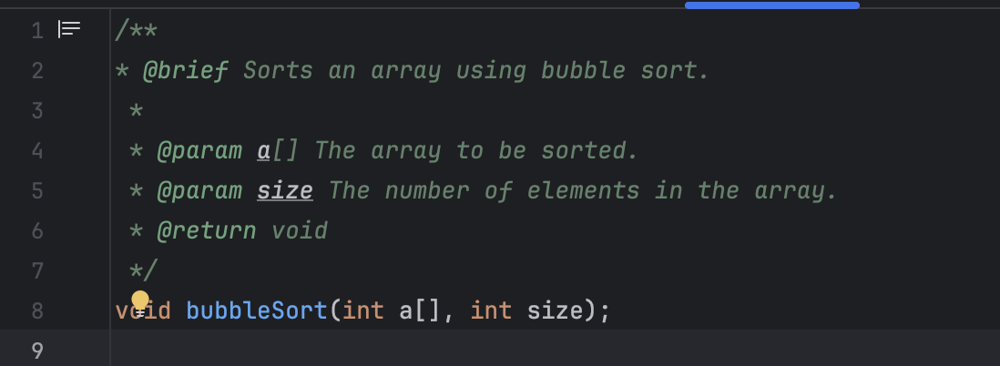 1 /**
2 * @brief Sorts an array using bubble sort.
3 *
4 * @param a[] The array to be sorted.
5 * @param size The number of elements in the array.
6 * @return void
7 */
8 void bubbleSort(int a[], int size);
9